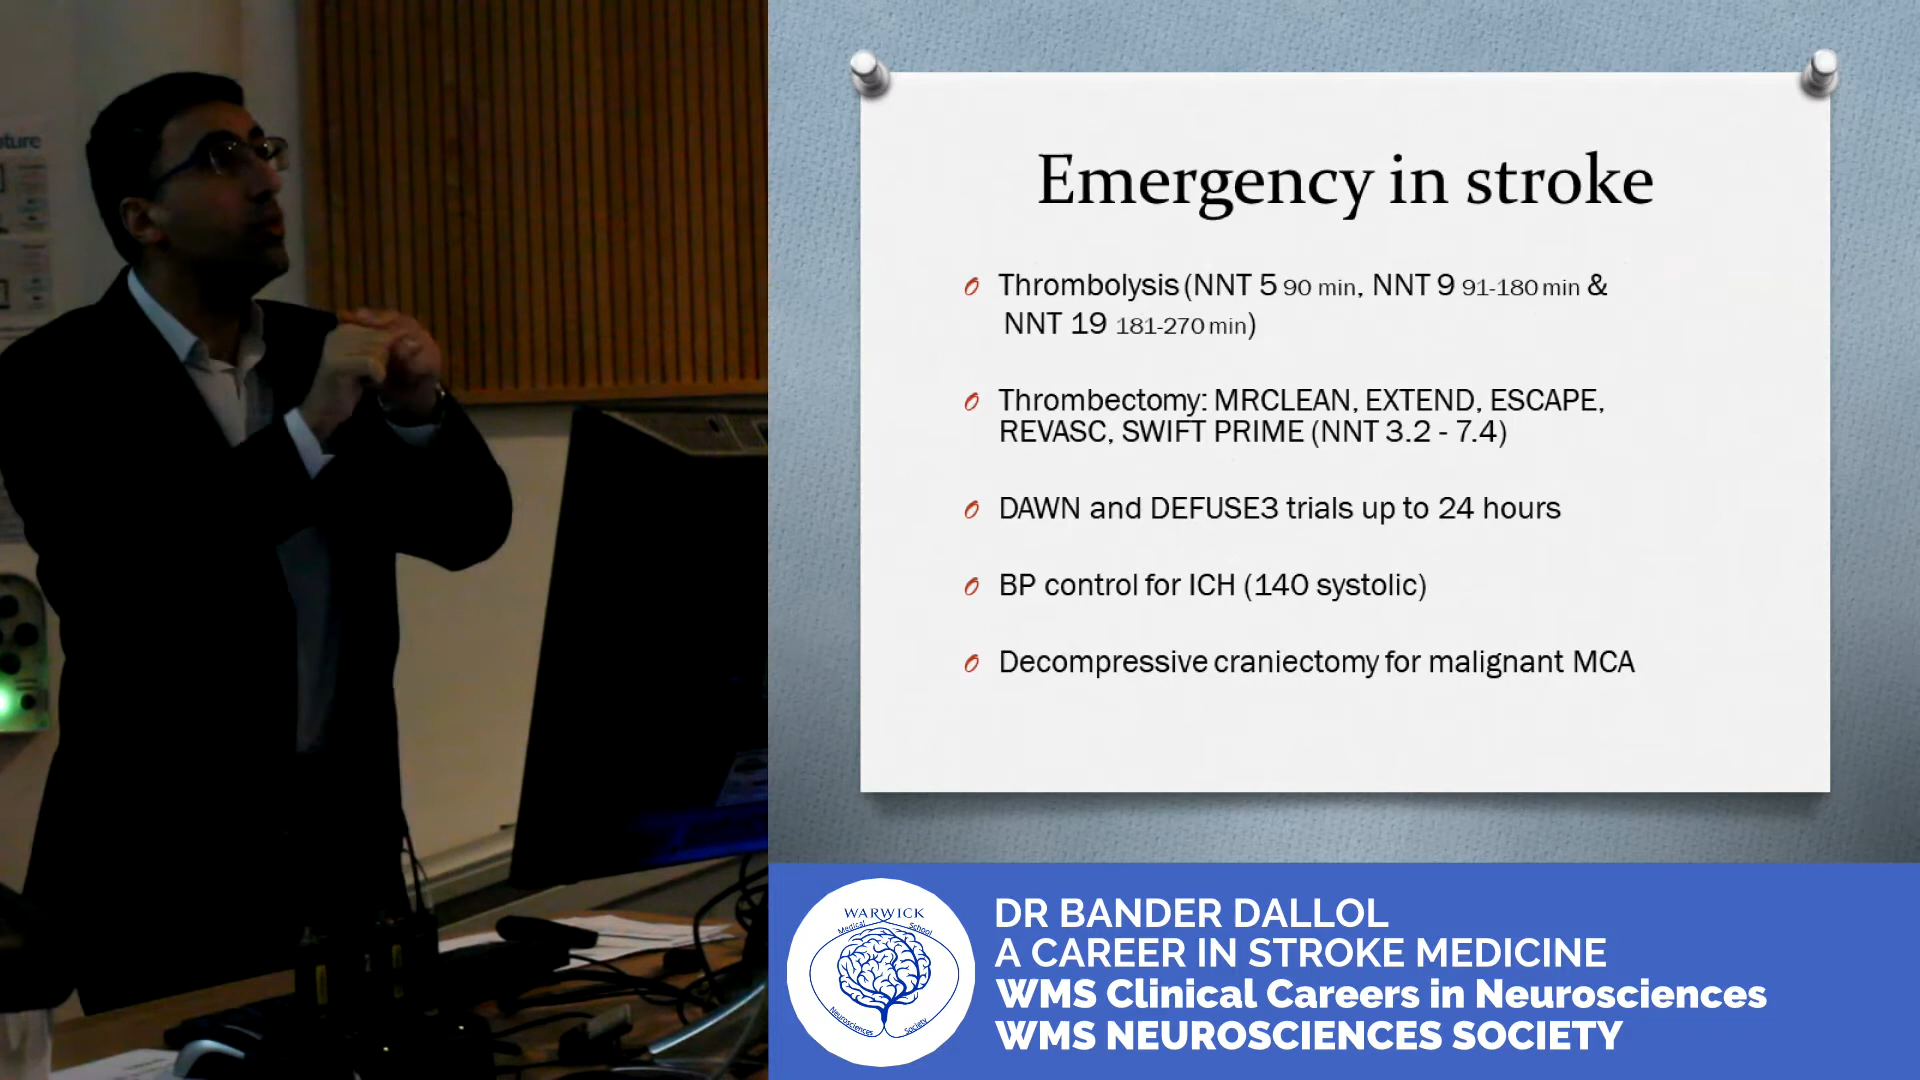 Emergency in stroke
Thrombolysis (NNT 5 90 min, NNT 9 91-180 min &
NNT 19 181-270 min)
Thrombectomy: MRCLEAN, EXTEND, ESCAPE,
REVASC, SWIFT PRIME (NNT 3.2 - 7.4)
DAWN and DEFUSE3 trials up to 24 hours
BP control for ICH (140 systolic)
Decompressive craniectomy for malignant MCA
WARWICK
Medical School
Neurosciences Society
DR BANDER DALLOL
A CAREER IN STROKE MEDICINE
WMS Clinical Careers in Neurosciences
WMS NEUROSCIENCES SOCIETY